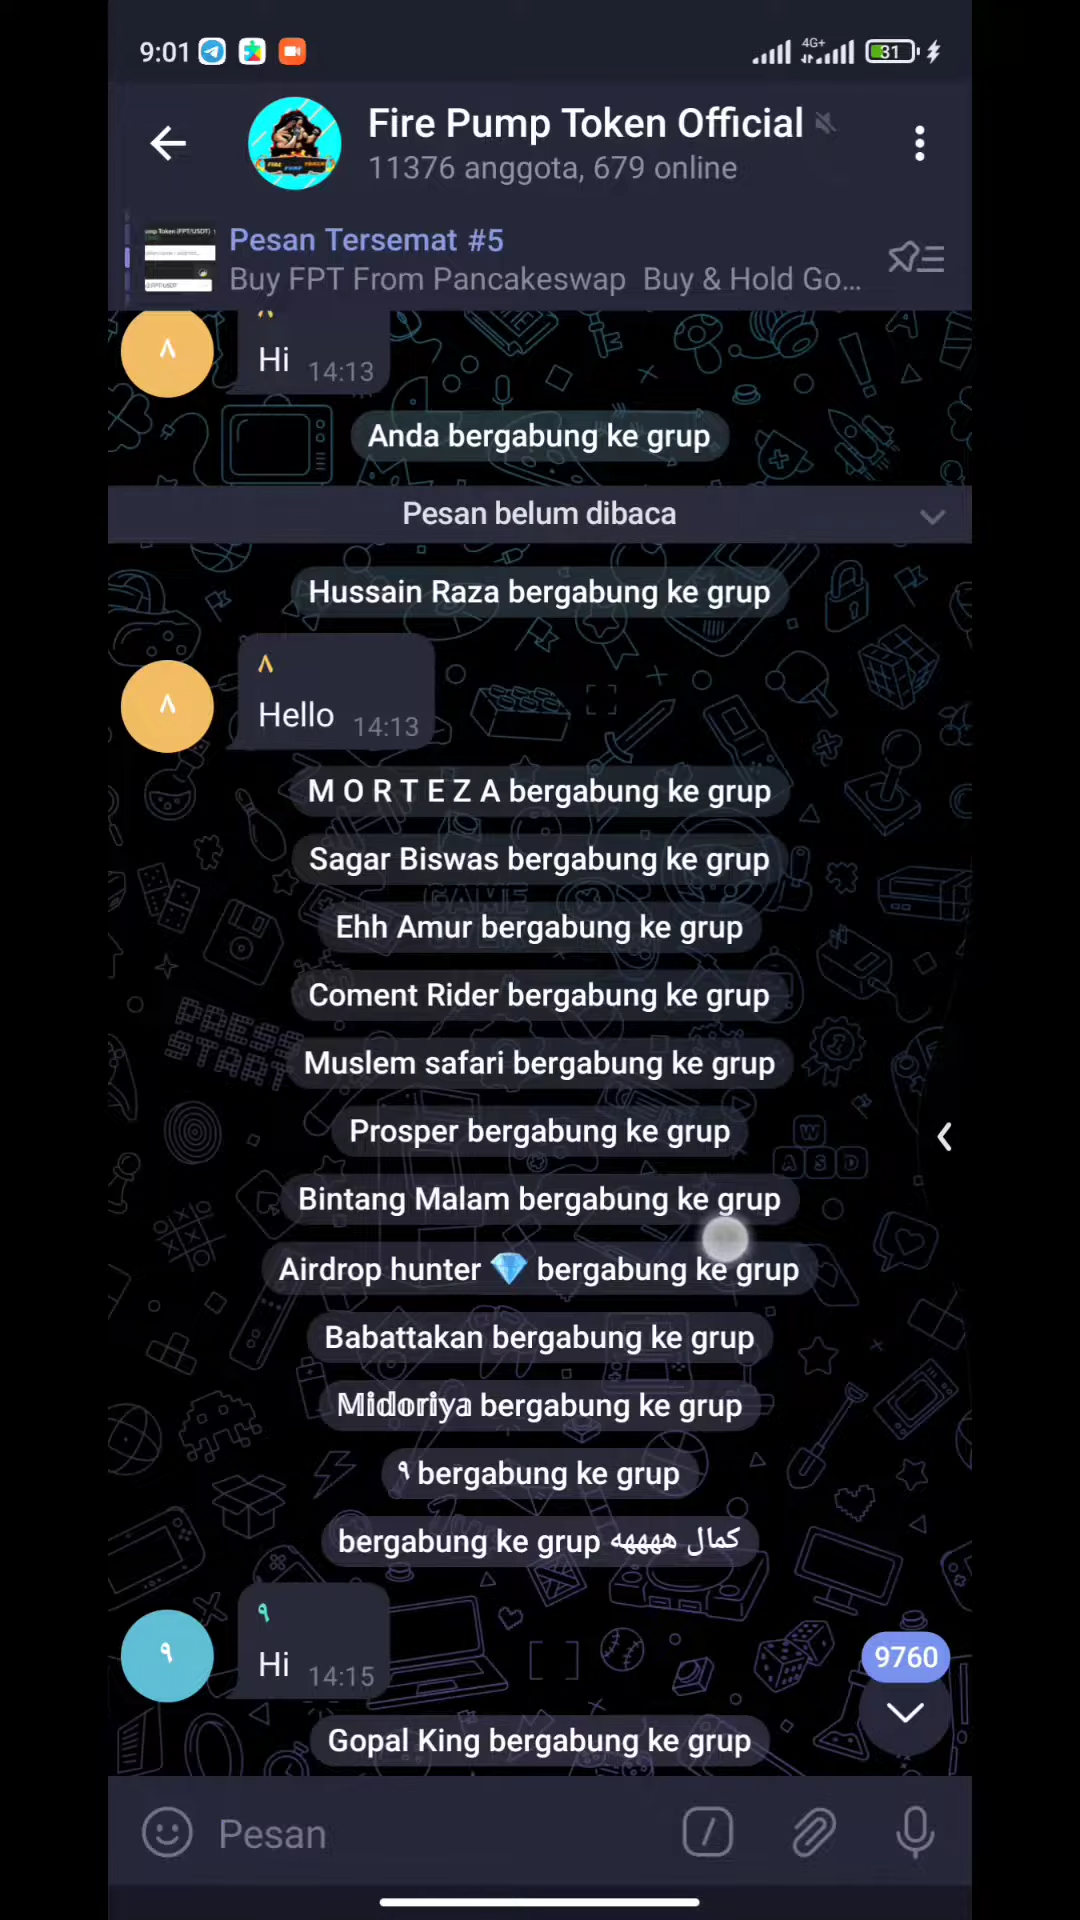 9:01
4G+
31
Fire Pump Token Official
11376 anggota, 679 online
Pesan Tersemat #5
Buy FPT From Pancakeswap Buy & Hold Go...
٨
Hi 14:13
Anda bergabung ke grup
Pesan belum dibaca
Hussain Raza bergabung ke grup
٨
٨
Hello 14:13
M O R T E Z A bergabung ke grup
Sagar Biswas bergabung ke grup
Ehh Amur bergabung ke grup
Coment Rider bergabung ke grup
Muslem safari bergabung ke grup
Prosper bergabung ke grup
Bintang Malam bergabung ke grup
Airdrop hunter 💎 bergabung ke grup
Babattakan bergabung ke grup
𝕄𝕚𝕕𝕠𝕣𝕚𝕪𝕒 bergabung ke grup
٩ bergabung ke grup
bergabung ke grup كمال ههههه
٩
٩
Hi 14:15
9760
Gopal King bergabung ke grup
Pesan